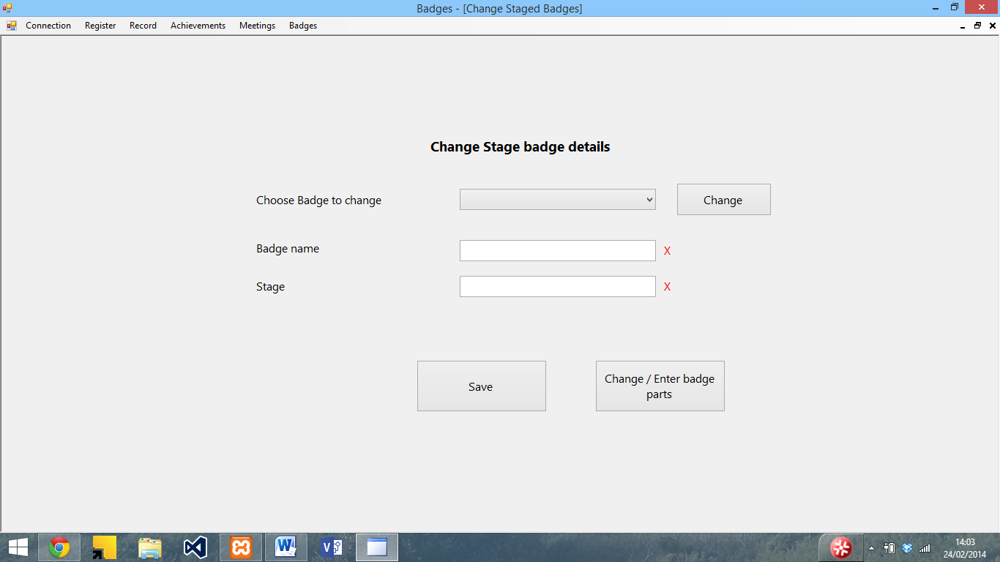 Badges - [Change Staged Badges]
Connection Register Record Achievements Meetings Badges
Change Stage badge details
Choose Badge to change
Change
Badge name
X
Stage
X
Save
Change / Enter badge
parts
14:03
24/02/2014